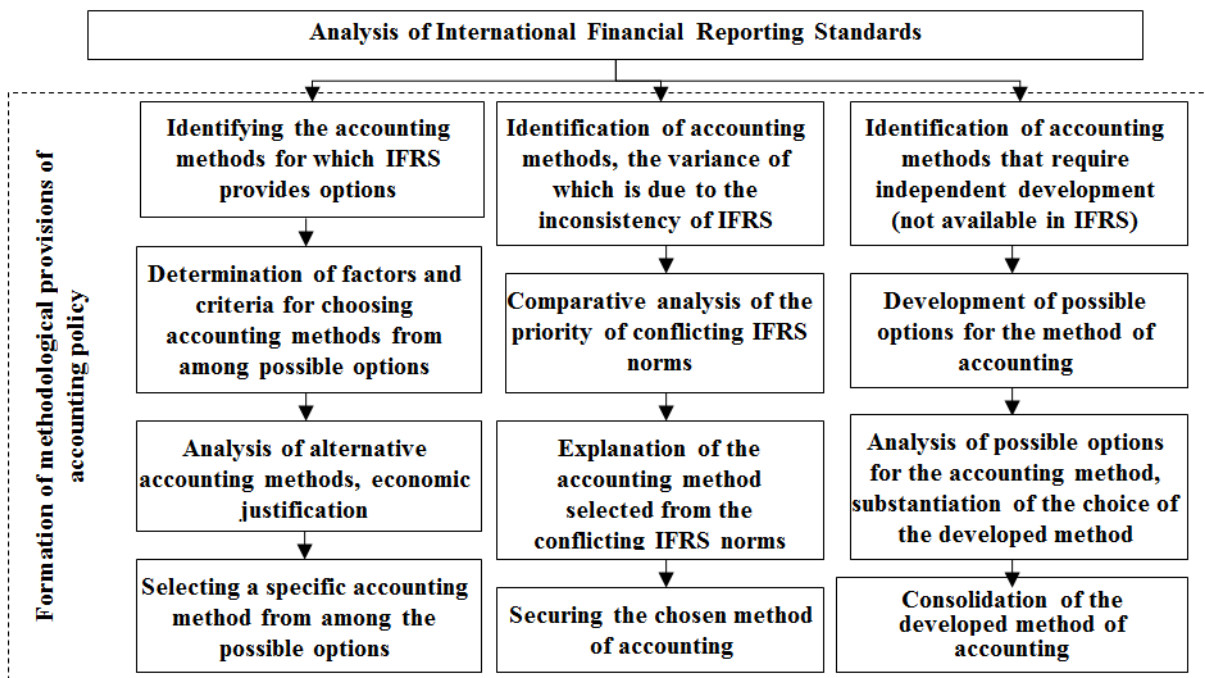 Analysis of International Financial Reporting Standards
Formation of methodological provisions of
accounting policy
Identifying the accounting
methods for which IFRS
provides options
Determination of factors and
criteria for choosing
accounting methods from
among possible options
Analysis of alternative
accounting methods, economic
justification
Selecting a specific accounting
method from among the
possible options
Identification of accounting
methods, the variance of
which is due to the
inconsistency of IFRS
Comparative analysis of the
priority of conflicting IFRS
norms
Explanation of the
accounting method
selected from the
conflicting IFRS norms
Securing the chosen method
of accounting
Identification of accounting
methods that require
independent development
(not available in IFRS)
Development of possible
options for the method of
accounting
Analysis of possible options
for the accounting method,
substantiation of the choice of
the developed method
Consolidation of the
developed method of
accounting